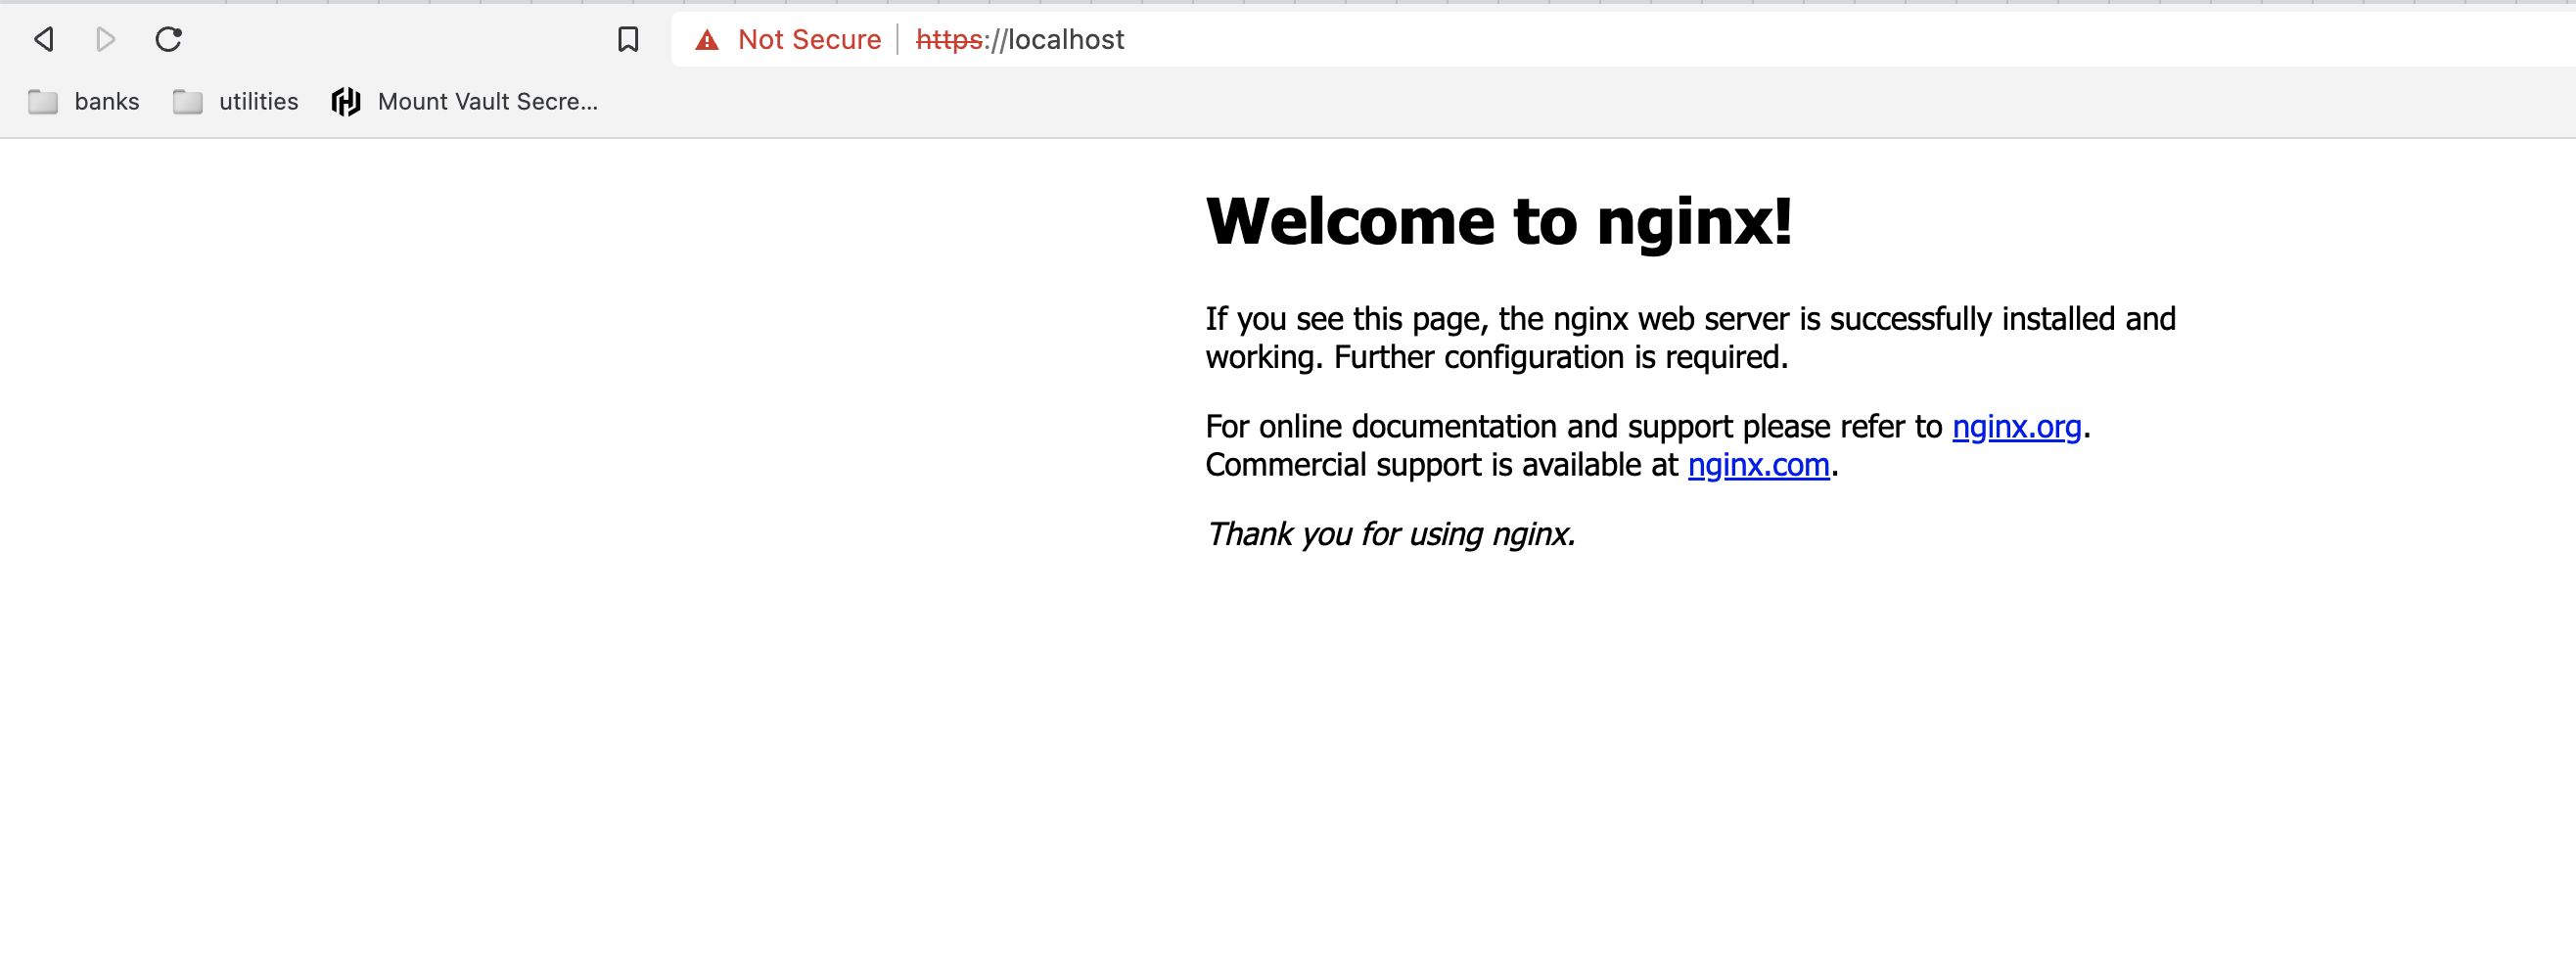 Not Secure | https://localhost
banks utilities Mount Vault Secre...
Welcome to nginx!
If you see this page, the nginx web server is successfully installed and
working. Further configuration is required.
For online documentation and support please refer to nginx.org.
Commercial support is available at nginx.com.
Thank you for using nginx.